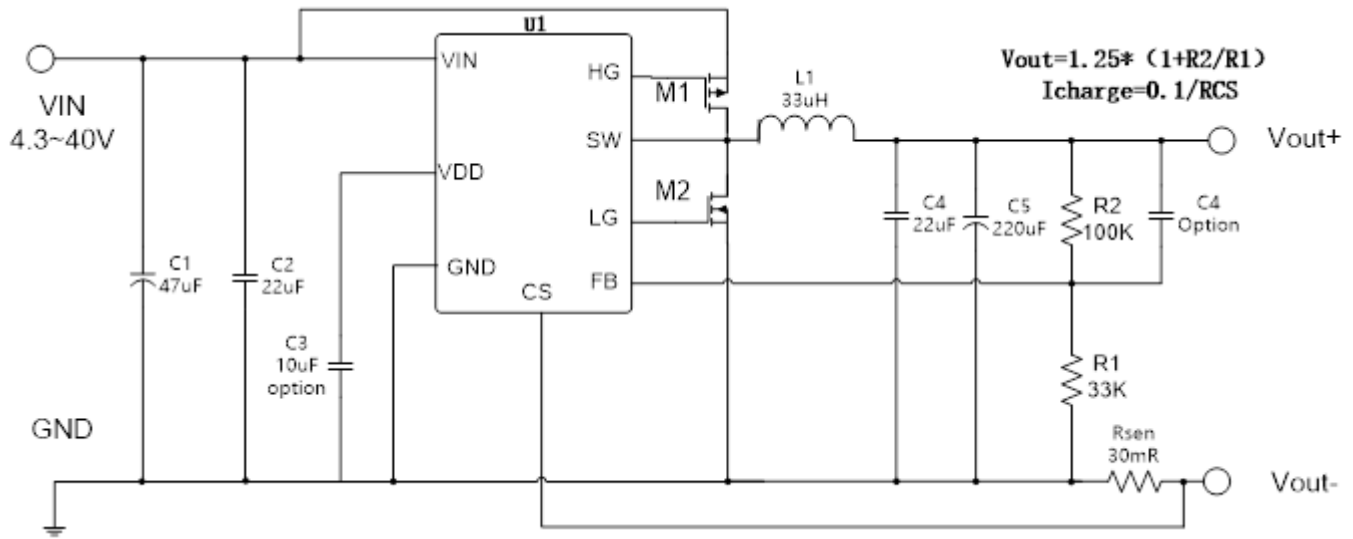 U1
VIN
4.3~40V
GND
C1
47uF
C2
22uF
C3
10uF
option
VIN
VDD
GND
CS
HG
SW
LG
FB
M1
M2
L1
33uH
Vout=1.25* (1+R2/R1)
Icharge=0.1/RCS
C4
22uF
C5
220uF
R2
100K
C4
Option
R1
33K
Rsen
30mR
Vout+
Vout-